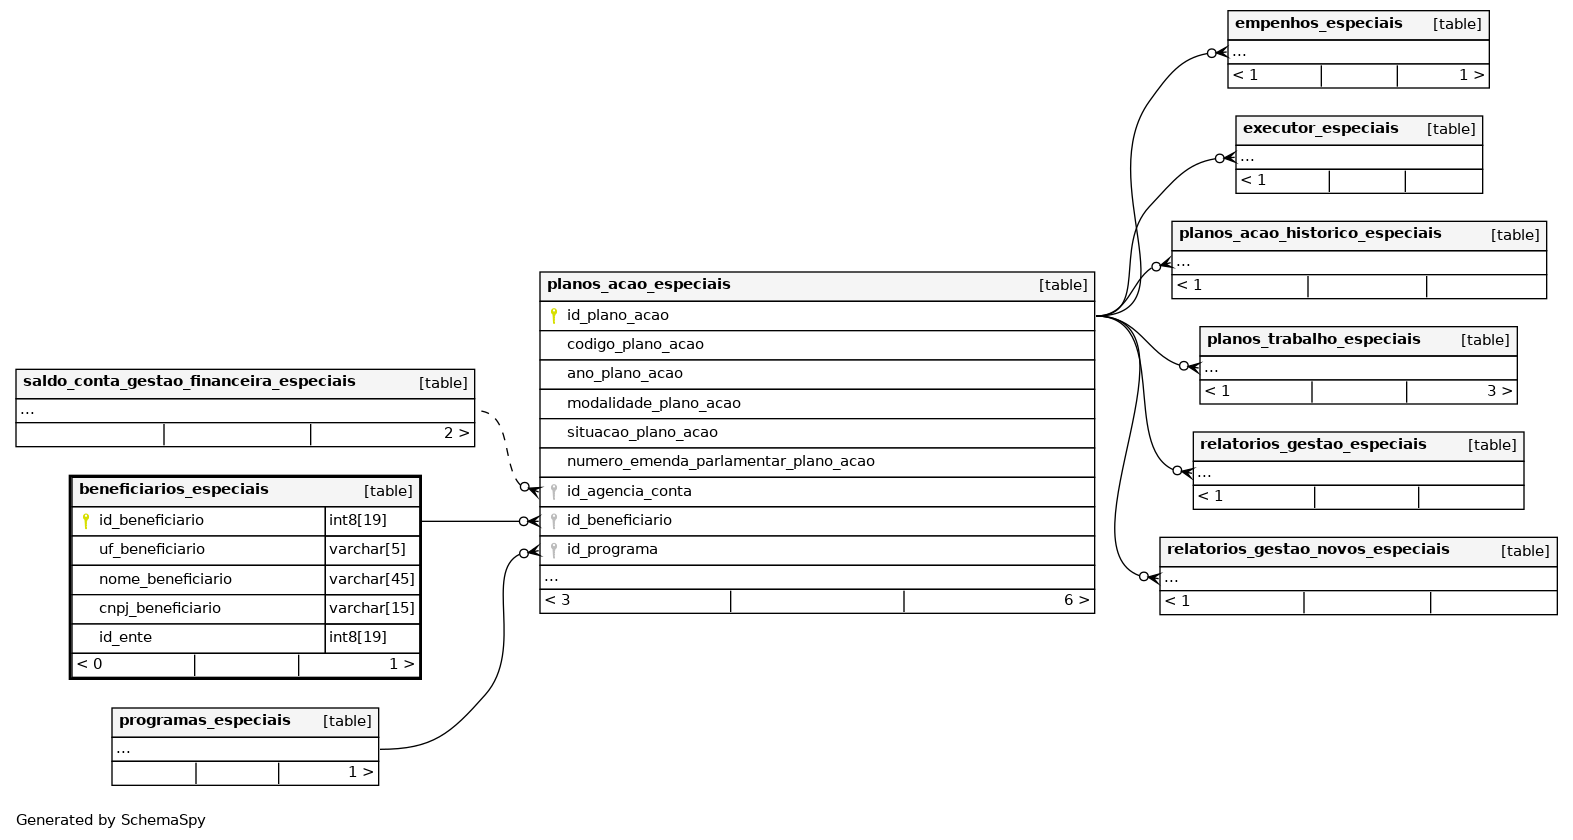 empenhos_especiais [table]
...
< 1 1 >
executor_especiais [table]
...
< 1
planos_acao_historico_especiais [table]
...
< 1
planos_trabalho_especiais [table]
...
< 1 3 >
relatorios_gestao_especiais [table]
...
< 1
relatorios_gestao_novos_especiais [table]
...
< 1
planos_acao_especiais [table]
id_plano_acao
codigo_plano_acao
ano_plano_acao
modalidade_plano_acao
situacao_plano_acao
numero_emenda_parlamentar_plano_acao
id_agencia_conta
id_beneficiario
id_programa
...
< 3 6 >
saldo_conta_gestao_financeira_especiais [table]
...
2 >
beneficiarios_especiais [table]
id_beneficiario int8[19]
uf_beneficiario varchar[5]
nome_beneficiario varchar[45]
cnpj_beneficiario varchar[15]
id_ente int8[19]
< 0 1 >
programas_especiais [table]
...
1 >
Generated by SchemaSpy